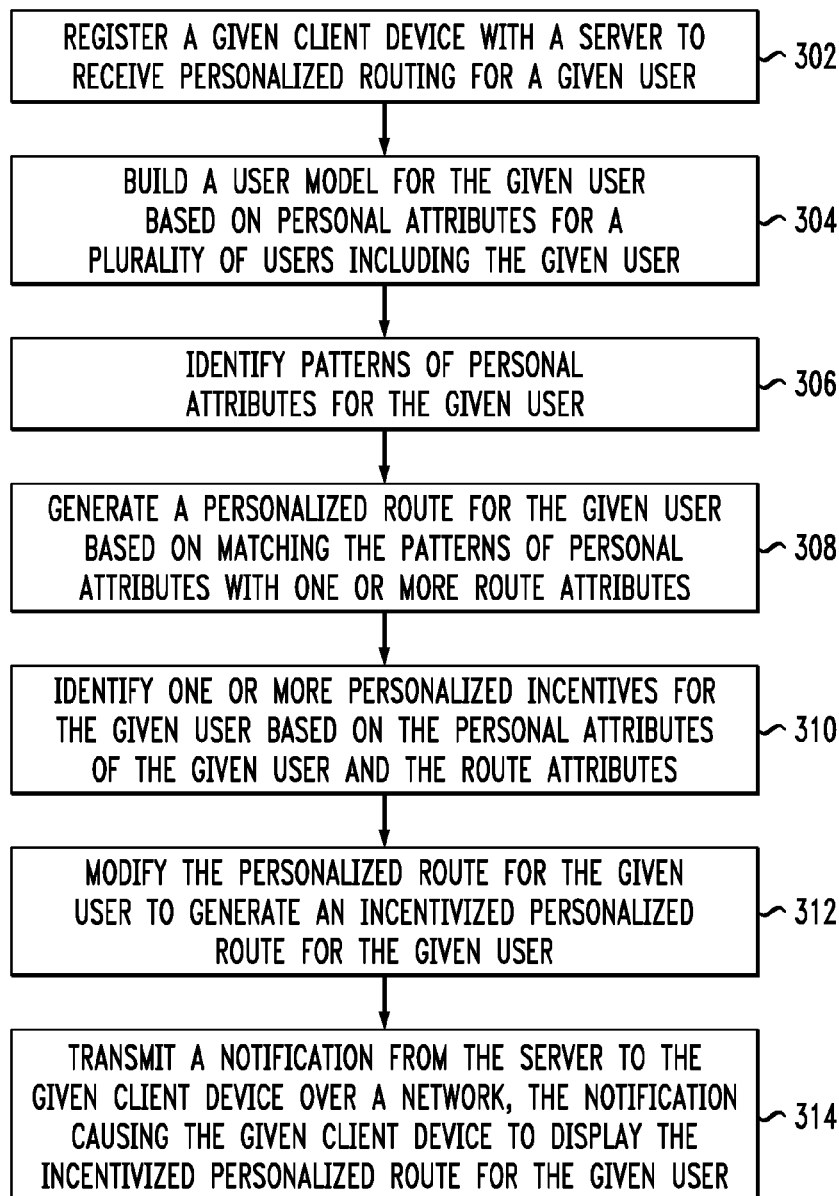 REGISTER A GIVEN CLIENT DEVICE WITH A SERVER TO
RECEIVE PERSONALIZED ROUTING FOR A GIVEN USER
302
BUILD A USER MODEL FOR THE GIVEN USER
BASED ON PERSONAL ATTRIBUTES FOR A
PLURALITY OF USERS INCLUDING THE GIVEN USER
304
IDENTIFY PATTERNS OF PERSONAL
ATTRIBUTES FOR THE GIVEN USER
306
GENERATE A PERSONALIZED ROUTE FOR THE GIVEN USER
BASED ON MATCHING THE PATTERNS OF PERSONAL
ATTRIBUTES WITH ONE OR MORE ROUTE ATTRIBUTES
308
IDENTIFY ONE OR MORE PERSONALIZED INCENTIVES FOR
THE GIVEN USER BASED ON THE PERSONAL ATTRIBUTES
OF THE GIVEN USER AND THE ROUTE ATTRIBUTES
310
MODIFY THE PERSONALIZED ROUTE FOR THE GIVEN
USER TO GENERATE AN INCENTIVIZED PERSONALIZED
ROUTE FOR THE GIVEN USER
312
TRANSMIT A NOTIFICATION FROM THE SERVER TO THE
GIVEN CLIENT DEVICE OVER A NETWORK, THE NOTIFICATION
CAUSING THE GIVEN CLIENT DEVICE TO DISPLAY THE
INCENTIVIZED PERSONALIZED ROUTE FOR THE GIVEN USER
314